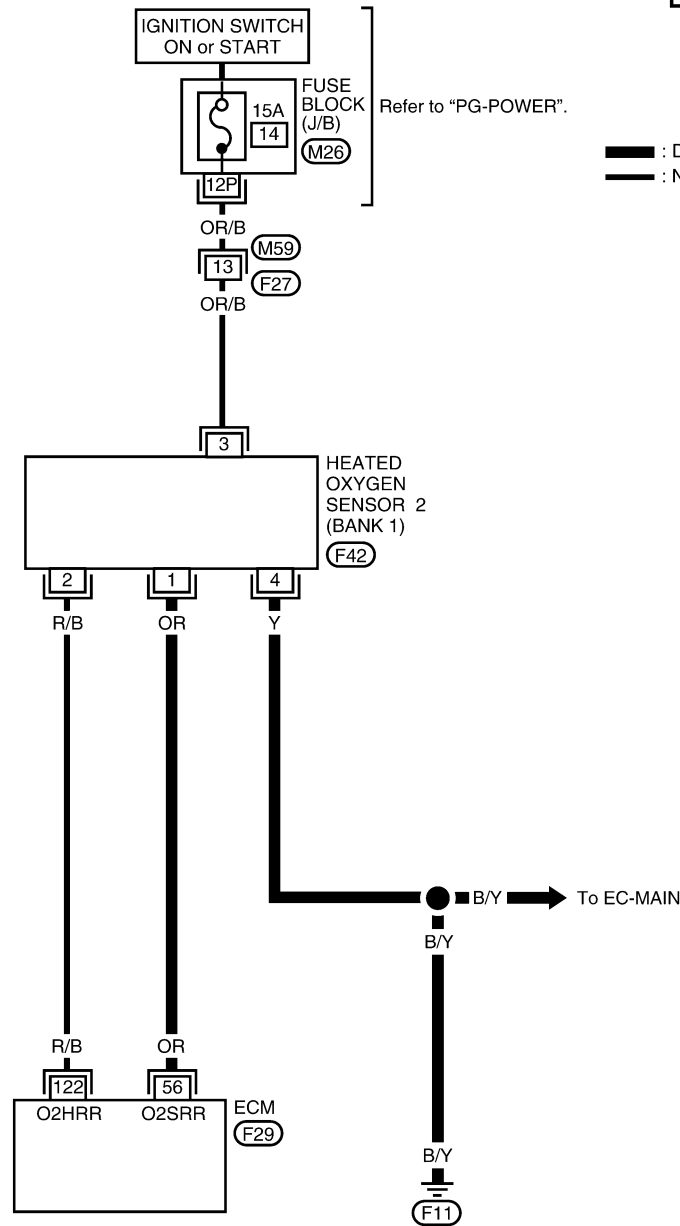 IGNITION SWITCH
ON or START
FUSE
BLOCK
(J/B)
15A
14
M26
Refer to “PG-POWER”.
: D
: N
12P
OR/B
M59
13
F27
OR/B
3
HEATED
OXYGEN
SENSOR 2
(BANK 1)
F42
2
1
4
R/B
OR
Y
B/Y
To EC-MAIN
B/Y
R/B
OR
122
56
O2HRR
O2SRR
ECM
F29
B/Y
F11